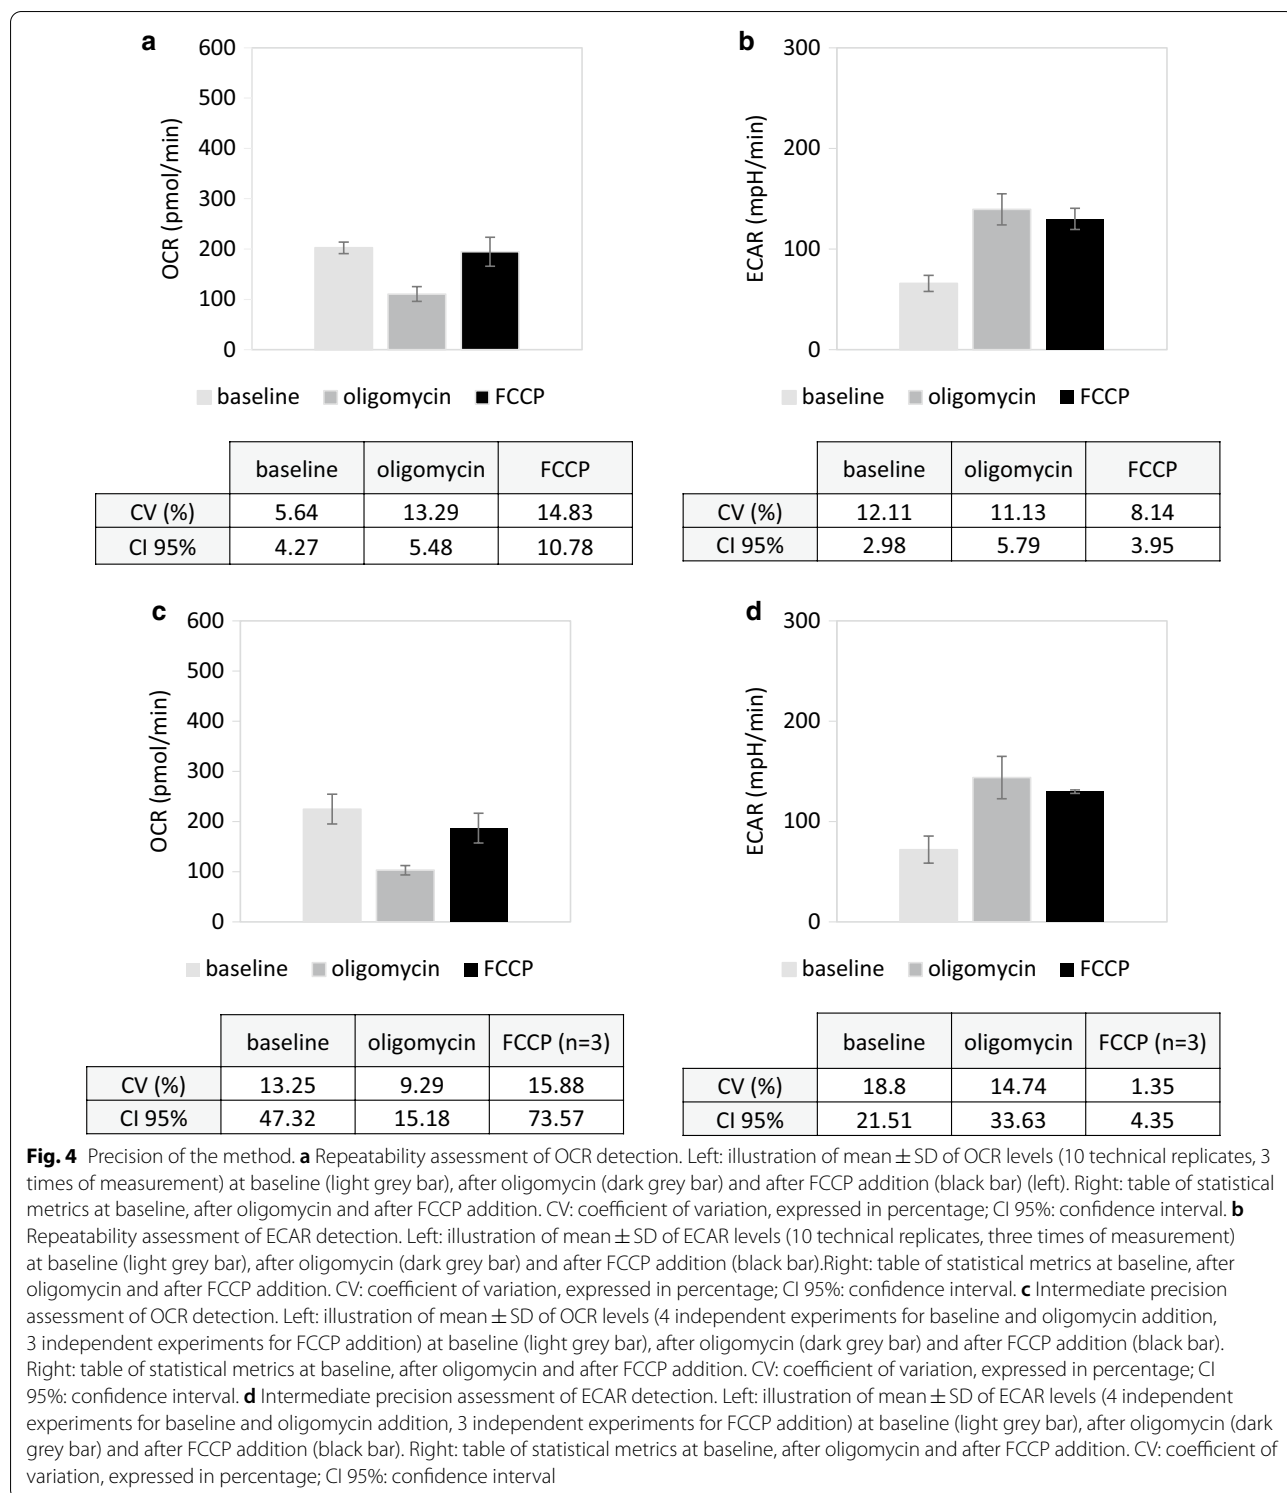 a
600
500
400
300
200
100
0
OCR (pmol/min)
baseline oligomycin FCCP
baseline oligomycin FCCP
CV (%) 5.64 13.29 14.83
CI 95% 4.27 5.48 10.78
b
300
200
100
0
ECAR (mpH/min)
baseline oligomycin FCCP
baseline oligomycin FCCP
CV (%) 12.11 11.13 8.14
CI 95% 2.98 5.79 3.95
c
600
500
400
300
200
100
0
OCR (pmol/min)
baseline oligomycin FCCP
baseline oligomycin FCCP (n=3)
CV (%) 13.25 9.29 15.88
CI 95% 47.32 15.18 73.57
d
300
200
100
0
ECAR (mpH/min)
baseline oligomycin FCCP
baseline oligomycin FCCP (n=3)
CV (%) 18.8 14.74 1.35
CI 95% 21.51 33.63 4.35
Fig. 4 Precision of the method. a Repeatability assessment of OCR detection. Left: illustration of mean ± SD of OCR levels (10 technical replicates, 3
times of measurement) at baseline (light grey bar), after oligomycin (dark grey bar) and after FCCP addition (black bar) (left). Right: table of statistical
metrics at baseline, after oligomycin and after FCCP addition. CV: coefficient of variation, expressed in percentage; CI 95%: confidence interval. b
Repeatability assessment of ECAR detection. Left: illustration of mean ± SD of ECAR levels (10 technical replicates, three times of measurement)
at baseline (light grey bar), after oligomycin (dark grey bar) and after FCCP addition (black bar).Right: table of statistical metrics at baseline, after
oligomycin and after FCCP addition. CV: coefficient of variation, expressed in percentage; CI 95%: confidence interval. c Intermediate precision
assessment of OCR detection. Left: illustration of mean ± SD of OCR levels (4 independent experiments for baseline and oligomycin addition,
3 independent experiments for FCCP addition) at baseline (light grey bar), after oligomycin (dark grey bar) and after FCCP addition (black bar).
Right: table of statistical metrics at baseline, after oligomycin and after FCCP addition. CV: coefficient of variation, expressed in percentage; CI
95%: confidence interval. d Intermediate precision assessment of ECAR detection. Left: illustration of mean ± SD of ECAR levels (4 independent
experiments for baseline and oligomycin addition, 3 independent experiments for FCCP addition) at baseline (light grey bar), after oligomycin (dark
grey bar) and after FCCP addition (black bar). Right: table of statistical metrics at baseline, after oligomycin and after FCCP addition. CV: coefficient of
variation, expressed in percentage; CI 95%: confidence interval